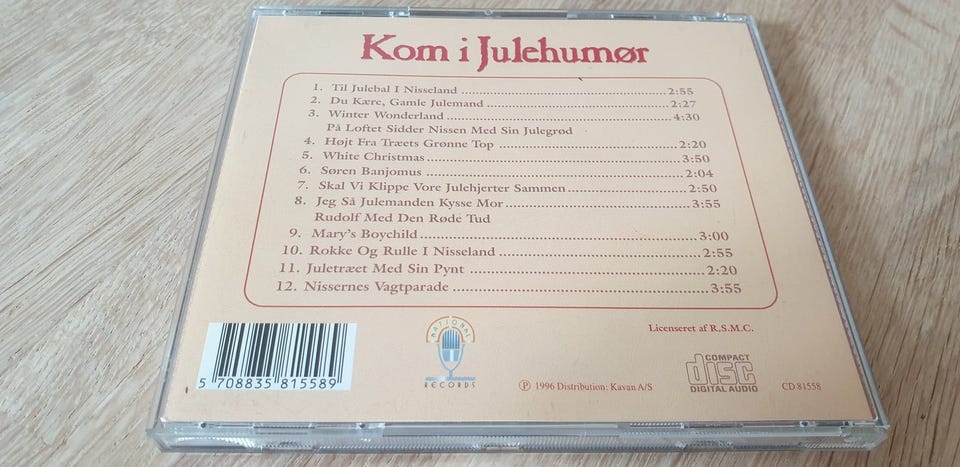 Kom i Julehumør
1. Til Julebal I Nisseland 2:55
2. Du Kære, Gamle Julemand 2:27
3. Winter Wonderland 4:30
På Loftet Sidder Nissen Med Sin Julegrød
4. Højt Fra Træets Grønne Top 2:20
5. White Christmas 3:50
6. Søren Banjomus 2:04
7. Skal Vi Klippe Vore Julehjerter Sammen 2:50
8. Jeg Så Julemanden Kysse Mor 3:55
Rudolf Med Den Røde Tud
9. Mary's Boychild 3:00
10. Rokke Og Rulle I Nisseland 2:55
11. Juletræet Med Sin Pynt 2:20
12. Nissernes Vagtparade 3:55
5 708835 815589
NATIONAL
RECORDS
Ⓟ 1996 Distribution: Kavan A/S
Licenseret af R.S.M.C.
COMPACT
disc
DIGITAL AUDIO
CD 81558